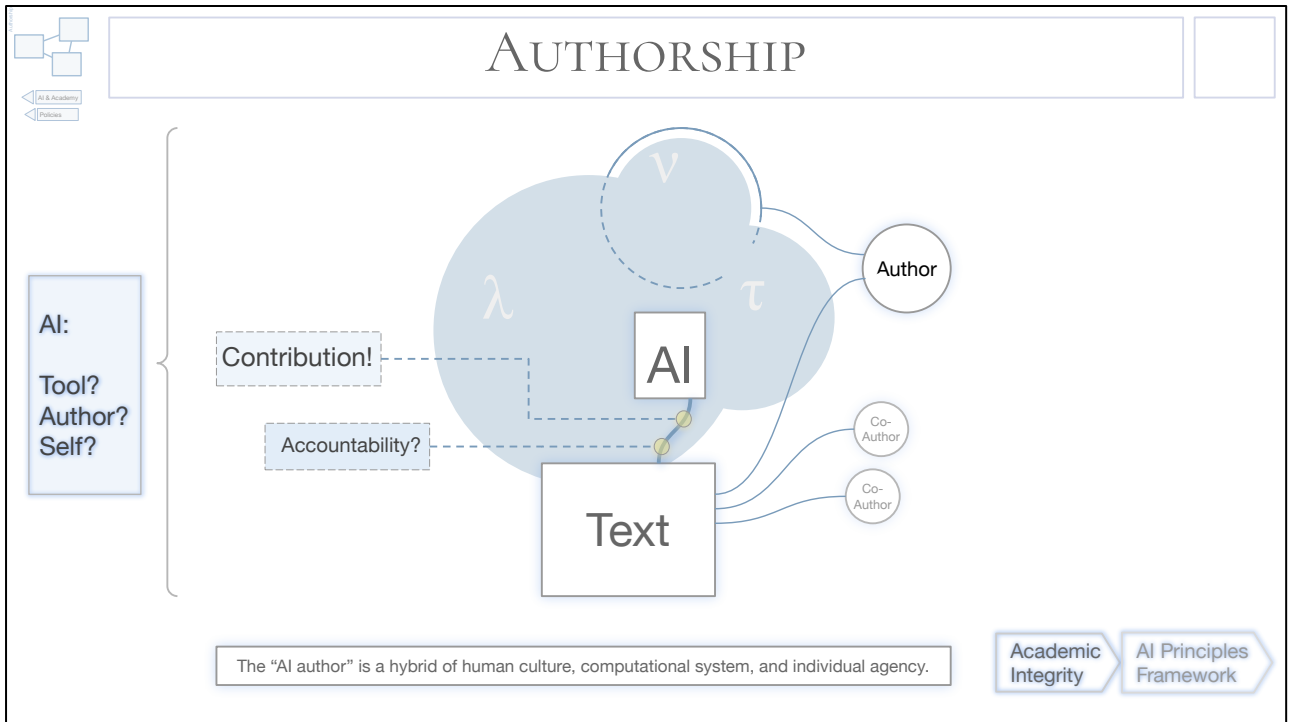 AUTHORSHIP
AI & Academy
Policies
ν
λ
τ
Author
AI:
Tool?
Author?
Self?
Contribution!
AI
Accountability?
Co-
Author
Co-
Author
Text
The “AI author” is a hybrid of human culture, computational system, and individual agency.
Academic
Integrity
AI Principles
Framework